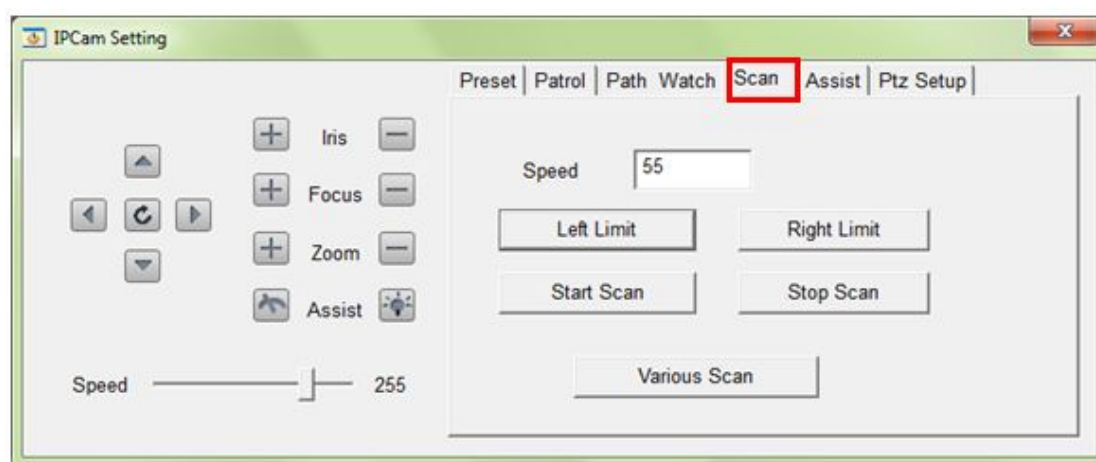 IPCam Setting
Preset Patrol Path Watch Scan Assist Ptz Setup
Iris
Focus
Zoom
Assist
Speed 255
Speed 55
Left Limit Right Limit
Start Scan Stop Scan
Various Scan